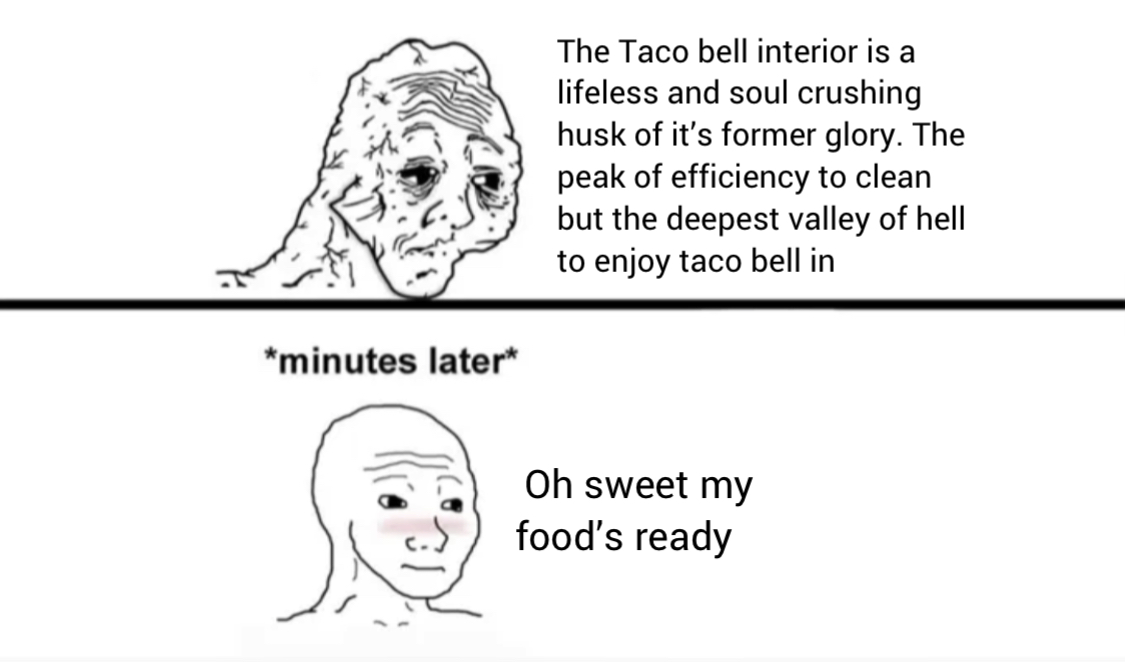 The Taco bell interior is a
lifeless and soul crushing
husk of it's former glory. The
peak of efficiency to clean
but the deepest valley of hell
to enjoy taco bell in
*minutes later*
Oh sweet my
food's ready